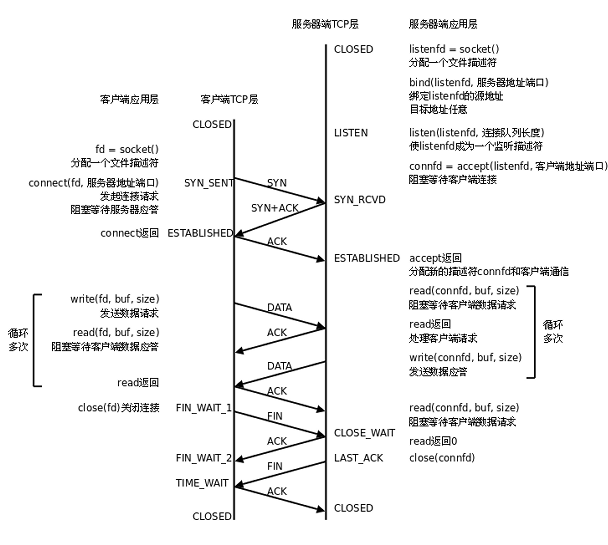 服务器端TCP层
服务器端应用层
CLOSED
listenfd = socket()
分配一个文件描述符
bind(listenfd, 服务器地址端口)
绑定listenfd的源地址
目标地址任意
客户端应用层
客户端TCP层
CLOSED
LISTEN
listen(listenfd, 连接队列长度)
使listenfd成为一个监听描述符
fd = socket()
分配一个文件描述符
connfd = accept(listenfd, 客户端地址端口)
阻塞等待客户端连接
connect(fd, 服务器地址端口)
发起连接请求
阻塞等待服务器应答
SYN_SENT
SYN
SYN_RCVD
SYN+ACK
connect返回
ESTABLISHED
ACK
ESTABLISHED
accept返回
分配新的描述符connfd和客户端通信
循环
多次
write(fd, buf, size)
发送数据请求
DATA
read(connfd, buf, size)
阻塞等待客户端数据请求
read(fd, buf, size)
阻塞等待客户端数据应答
ACK
read返回
处理客户端请求
循环
多次
DATA
write(connfd, buf, size)
发送数据应答
read返回
ACK
close(fd)关闭连接
FIN_WAIT_1
FIN
read(connfd, buf, size)
阻塞等待客户端数据请求
CLOSE_WAIT
ACK
read返回0
FIN_WAIT_2
FIN
LAST_ACK
close(connfd)
TIME_WAIT
ACK
CLOSED
CLOSED